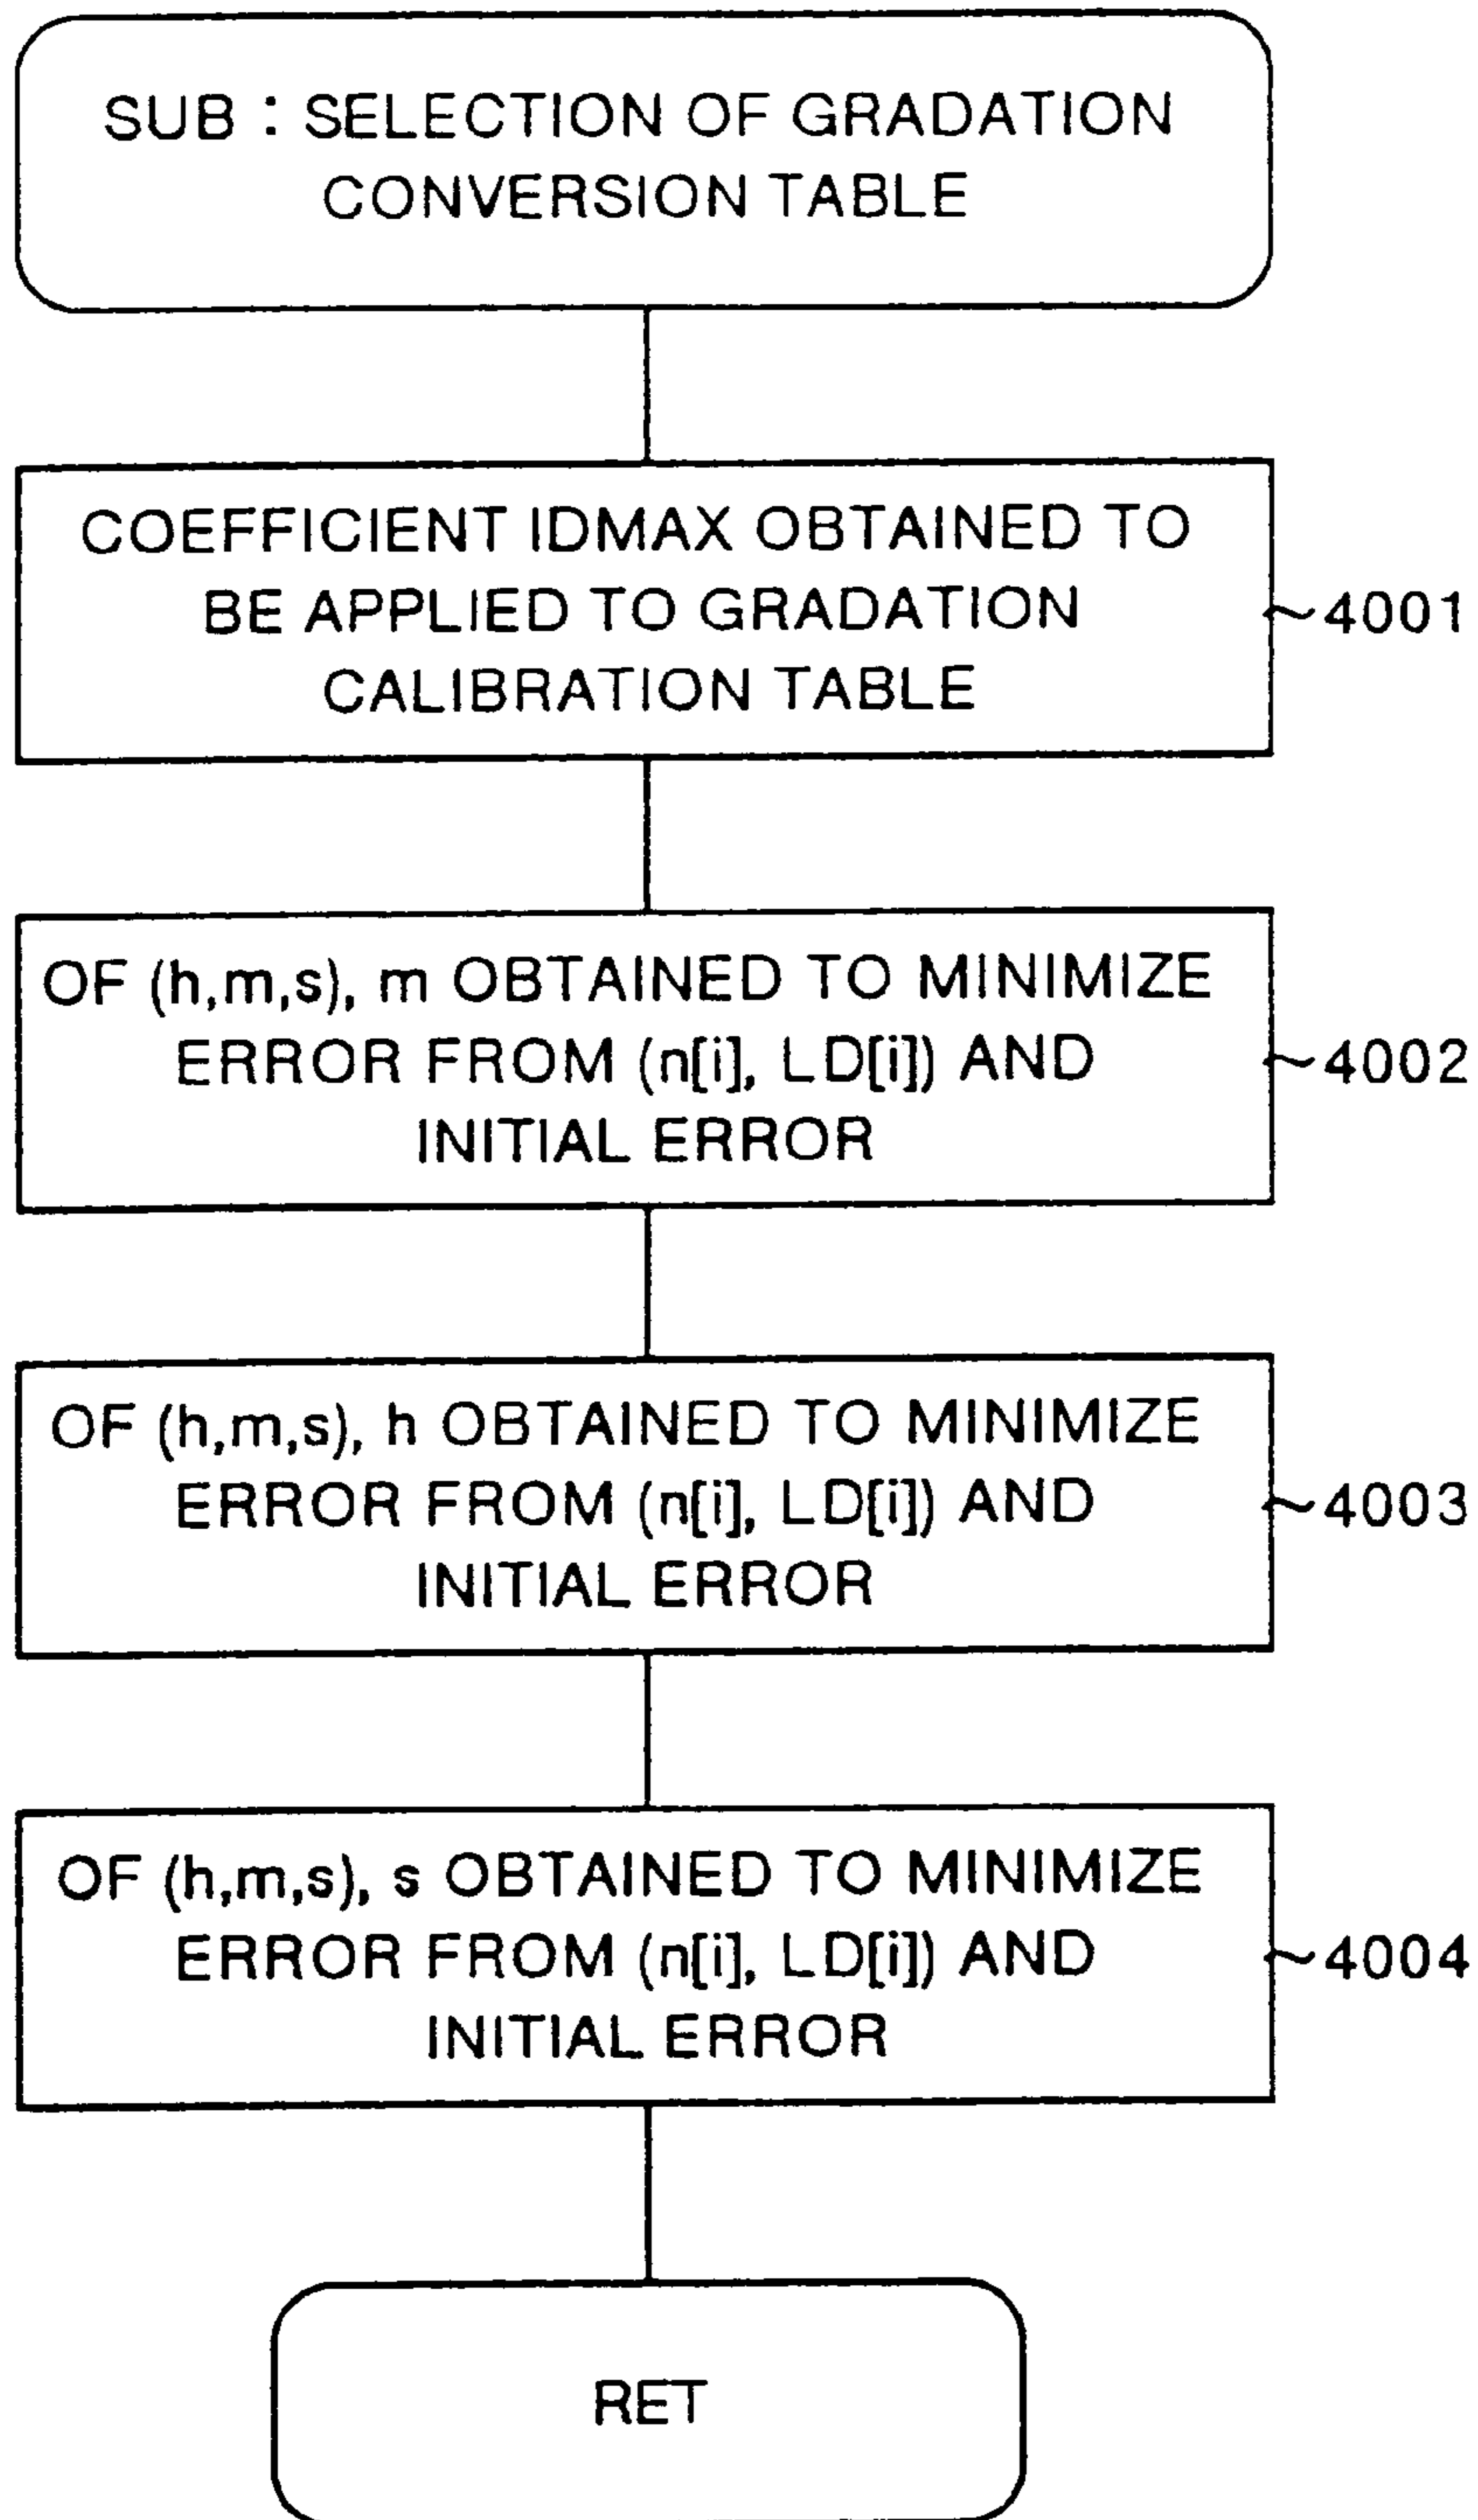 SUB : SELECTION OF GRADATION
CONVERSION TABLE
COEFFICIENT IDMAX OBTAINED TO
BE APPLIED TO GRADATION
CALIBRATION TABLE
4001
OF (h,m,s), m OBTAINED TO MINIMIZE
ERROR FROM (n[i], LD[i]) AND
INITIAL ERROR
4002
OF (h,m,s), h OBTAINED TO MINIMIZE
ERROR FROM (n[i], LD[i]) AND
INITIAL ERROR
4003
OF (h,m,s), s OBTAINED TO MINIMIZE
ERROR FROM (n[i], LD[i]) AND
INITIAL ERROR
4004
RET